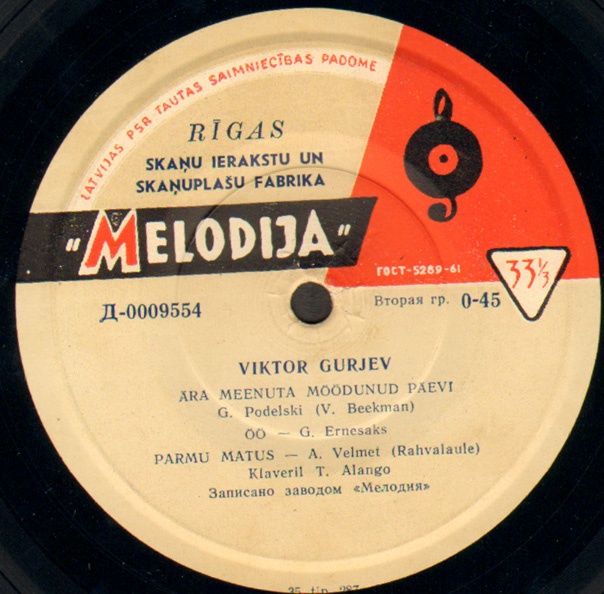 LATVIJAS PSR TAUTAS SAIMNIECĪBAS PADOME
RĪGAS
SKAŅU IERAKSTU UN
SKAŅUPLAŠU FABRIKA
"MELODIJA"
ГОСТ-5289-61
33⅓
Д-0009554
Вторая гр. 0-45
VIKTOR GURJEV
ÄRA MEENUTA MÖÖDUNUD PÄEVI
G. Podelski (V. Beekman)
ÖÖ — G. Ernesaks
PARMU MATUS — A. Velmet (Rahvalaule)
Klaveril T. Alango
Записано заводом «Мелодия»